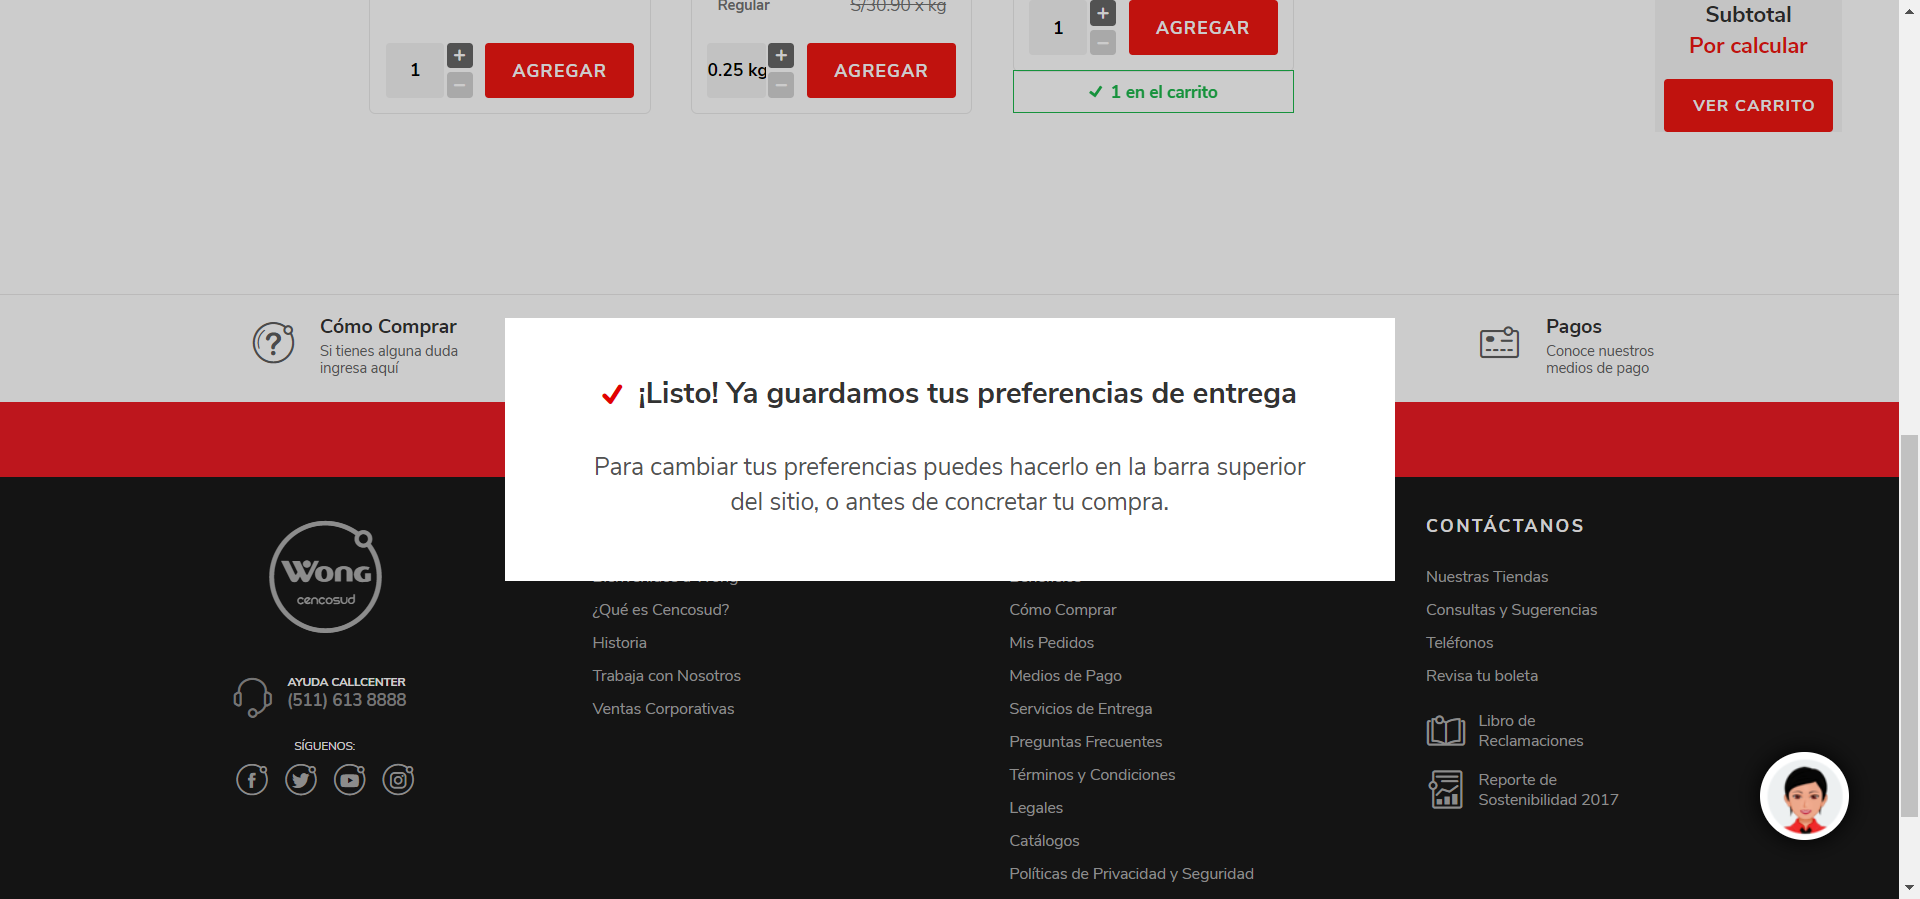 Regular S/30.90 x kg
1 + − AGREGAR
0.25 kg + − AGREGAR
1 + − AGREGAR
1 en el carrito
Subtotal
Por calcular
VER CARRITO
Cómo Comprar
Si tienes alguna duda
ingresa aquí
Pagos
Conoce nuestros
medios de pago
¡Listo! Ya guardamos tus preferencias de entrega
Para cambiar tus preferencias puedes hacerlo en la barra superior
del sitio, o antes de concretar tu compra.
Wong
cencosud
AYUDA CALLCENTER
(511) 613 8888
SÍGUENOS:
¿Qué es Cencosud?
Historia
Trabaja con Nosotros
Ventas Corporativas
Cómo Comprar
Mis Pedidos
Medios de Pago
Servicios de Entrega
Preguntas Frecuentes
Términos y Condiciones
Legales
Catálogos
Políticas de Privacidad y Seguridad
CONTÁCTANOS
Nuestras Tiendas
Consultas y Sugerencias
Teléfonos
Revisa tu boleta
Libro de
Reclamaciones
Reporte de
Sostenibilidad 2017